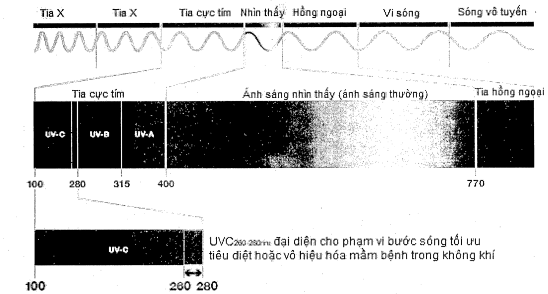 Tia X Tia X Tia cực tím Nhìn thấy Hồng ngoại Vi sóng Sóng vô tuyến
Tia cực tím Ánh sáng nhìn thấy (ánh sáng thường) Tia hồng ngoại
UV-C UV-B UV-A
100 280 315 400 770
UV-C
UVC260-280nm đại diện cho phạm vi bước sóng tối ưu
tiêu diệt hoặc vô hiệu hóa mầm bệnh trong không khí
100 260 280